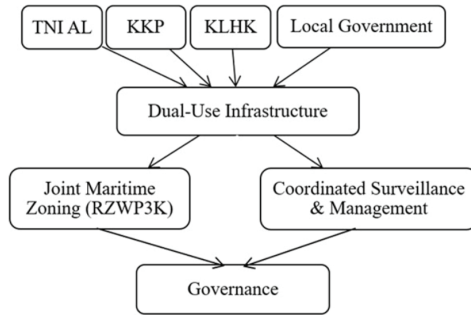 TNI AL
KKP
KLHK
Local Government
Dual-Use Infrastructure
Joint Maritime
Zoning (RZWP3K)
Coordinated Surveillance
& Management
Governance